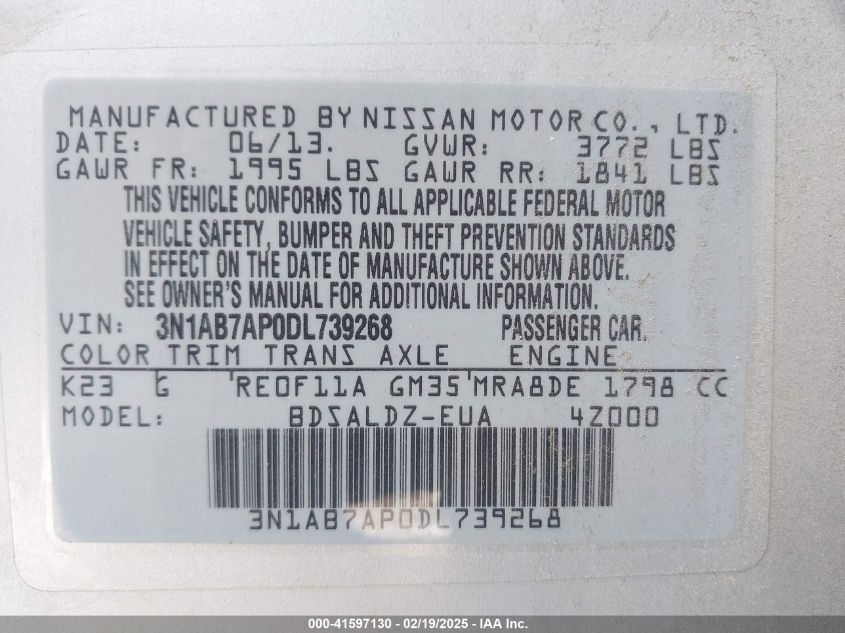 MANUFACTURED BY NISSAN MOTOR CO., LTD.
DATE: 06/13. GVWR: 3772 LBS
GAWR FR: 1995 LBS GAWR RR: 1841 LBS
THIS VEHICLE CONFORMS TO ALL APPLICABLE FEDERAL MOTOR
VEHICLE SAFETY, BUMPER AND THEFT PREVENTION STANDARDS
IN EFFECT ON THE DATE OF MANUFACTURE SHOWN ABOVE.
SEE OWNER'S MANUAL FOR ADDITIONAL INFORMATION.
VIN: 3N1AB7AP0DL739268 PASSENGER CAR.
COLOR TRIM TRANS AXLE ENGINE
K23 G RE0F11A GM35 MRA8DE 1798 CC
MODEL: BDSALDZ-EUA 4Z000
3N1AB7AP0DL739268
000-41597130 - 02/19/2025 - IAA Inc.